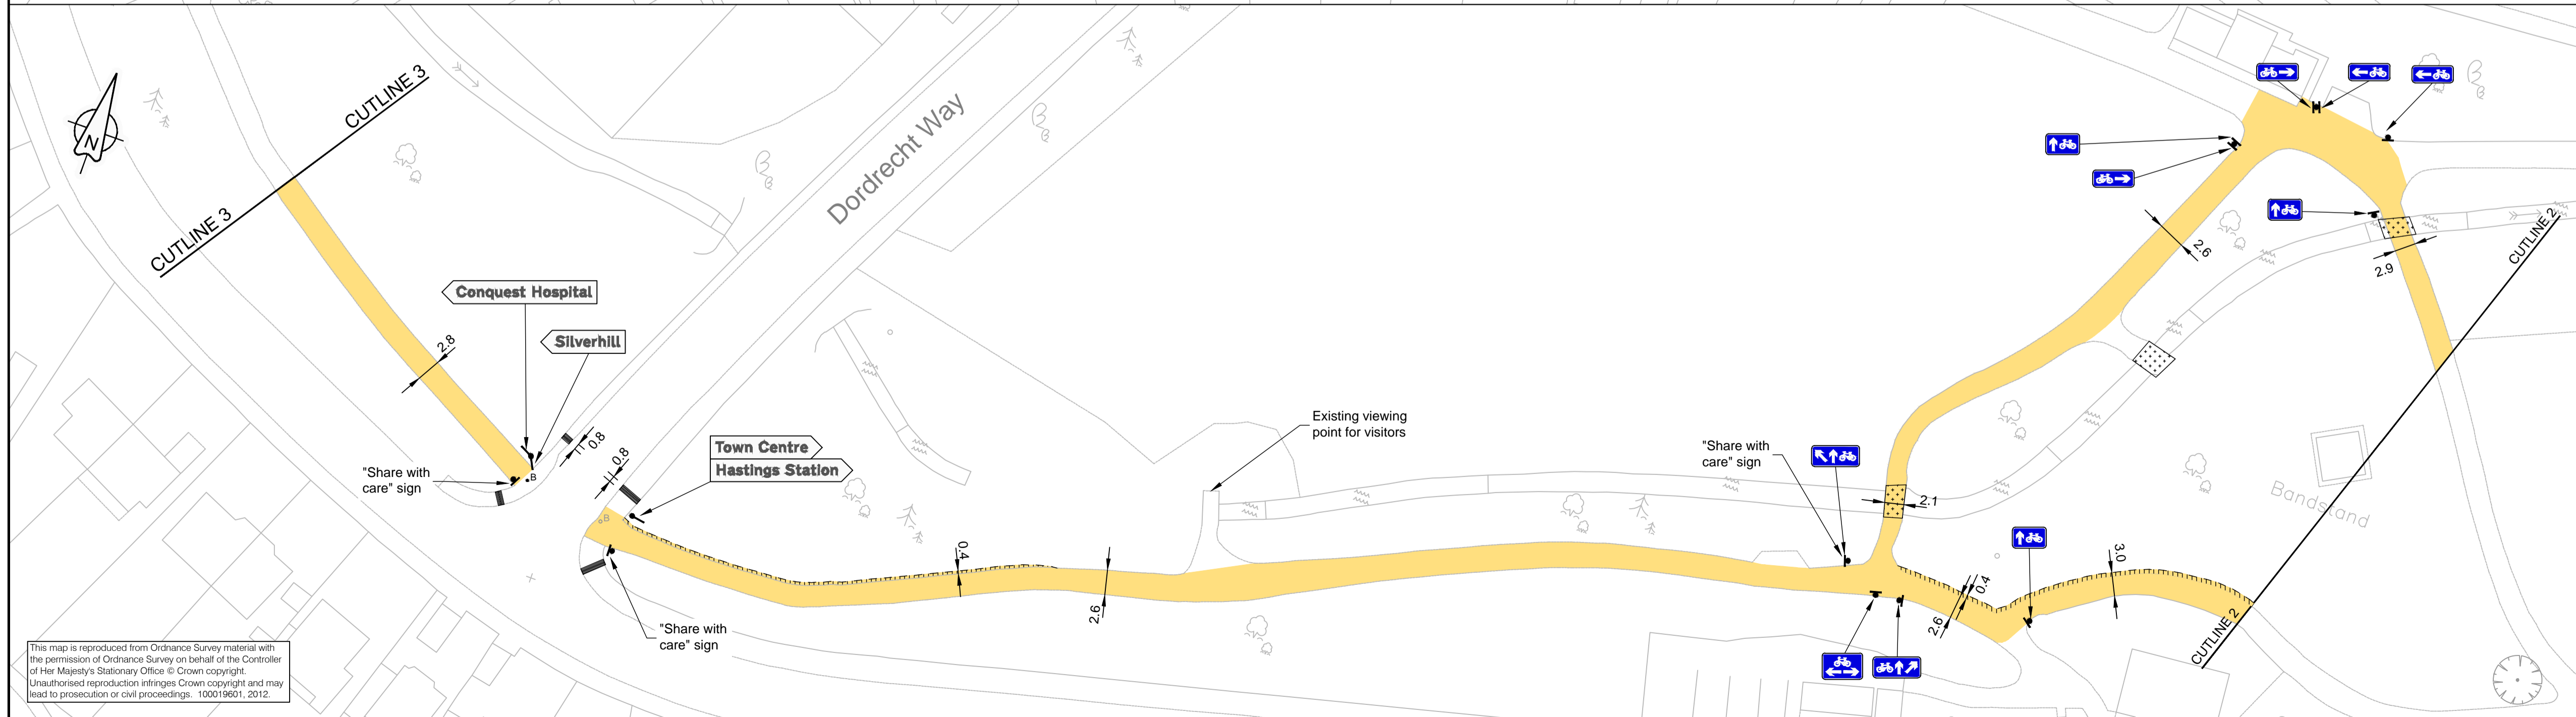 N
CUTLINE 3
CUTLINE 3
Dordrecht Way
Conquest Hospital
Silverhill
2.8
"Share with
care" sign
B
0.8
0.8
B
Town Centre
Hastings Station
"Share with
care" sign
0.4
2.6
Existing viewing
point for visitors
"Share with
care" sign
2.1
2.6
2.9
CUTLINE 2
Bandstand
0.4
2.6
3.0
CUTLINE 2
This map is reproduced from Ordnance Survey material with
the permission of Ordnance Survey on behalf of the Controller
of Her Majesty's Stationary Office © Crown copyright.
Unauthorised reproduction infringes Crown copyright and may
lead to prosecution or civil proceedings. 100019601, 2012.